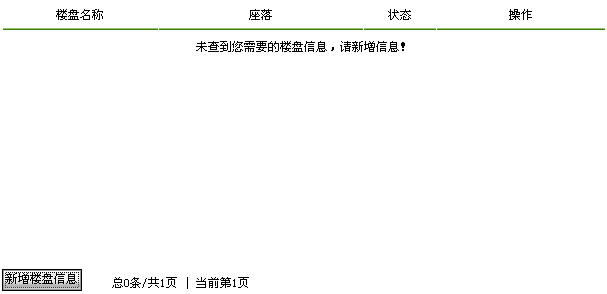 楼盘名称 座落 状态 操作
未查到您需要的楼盘信息，请新增信息！
新增楼盘信息 总0条/共1页 | 当前第1页